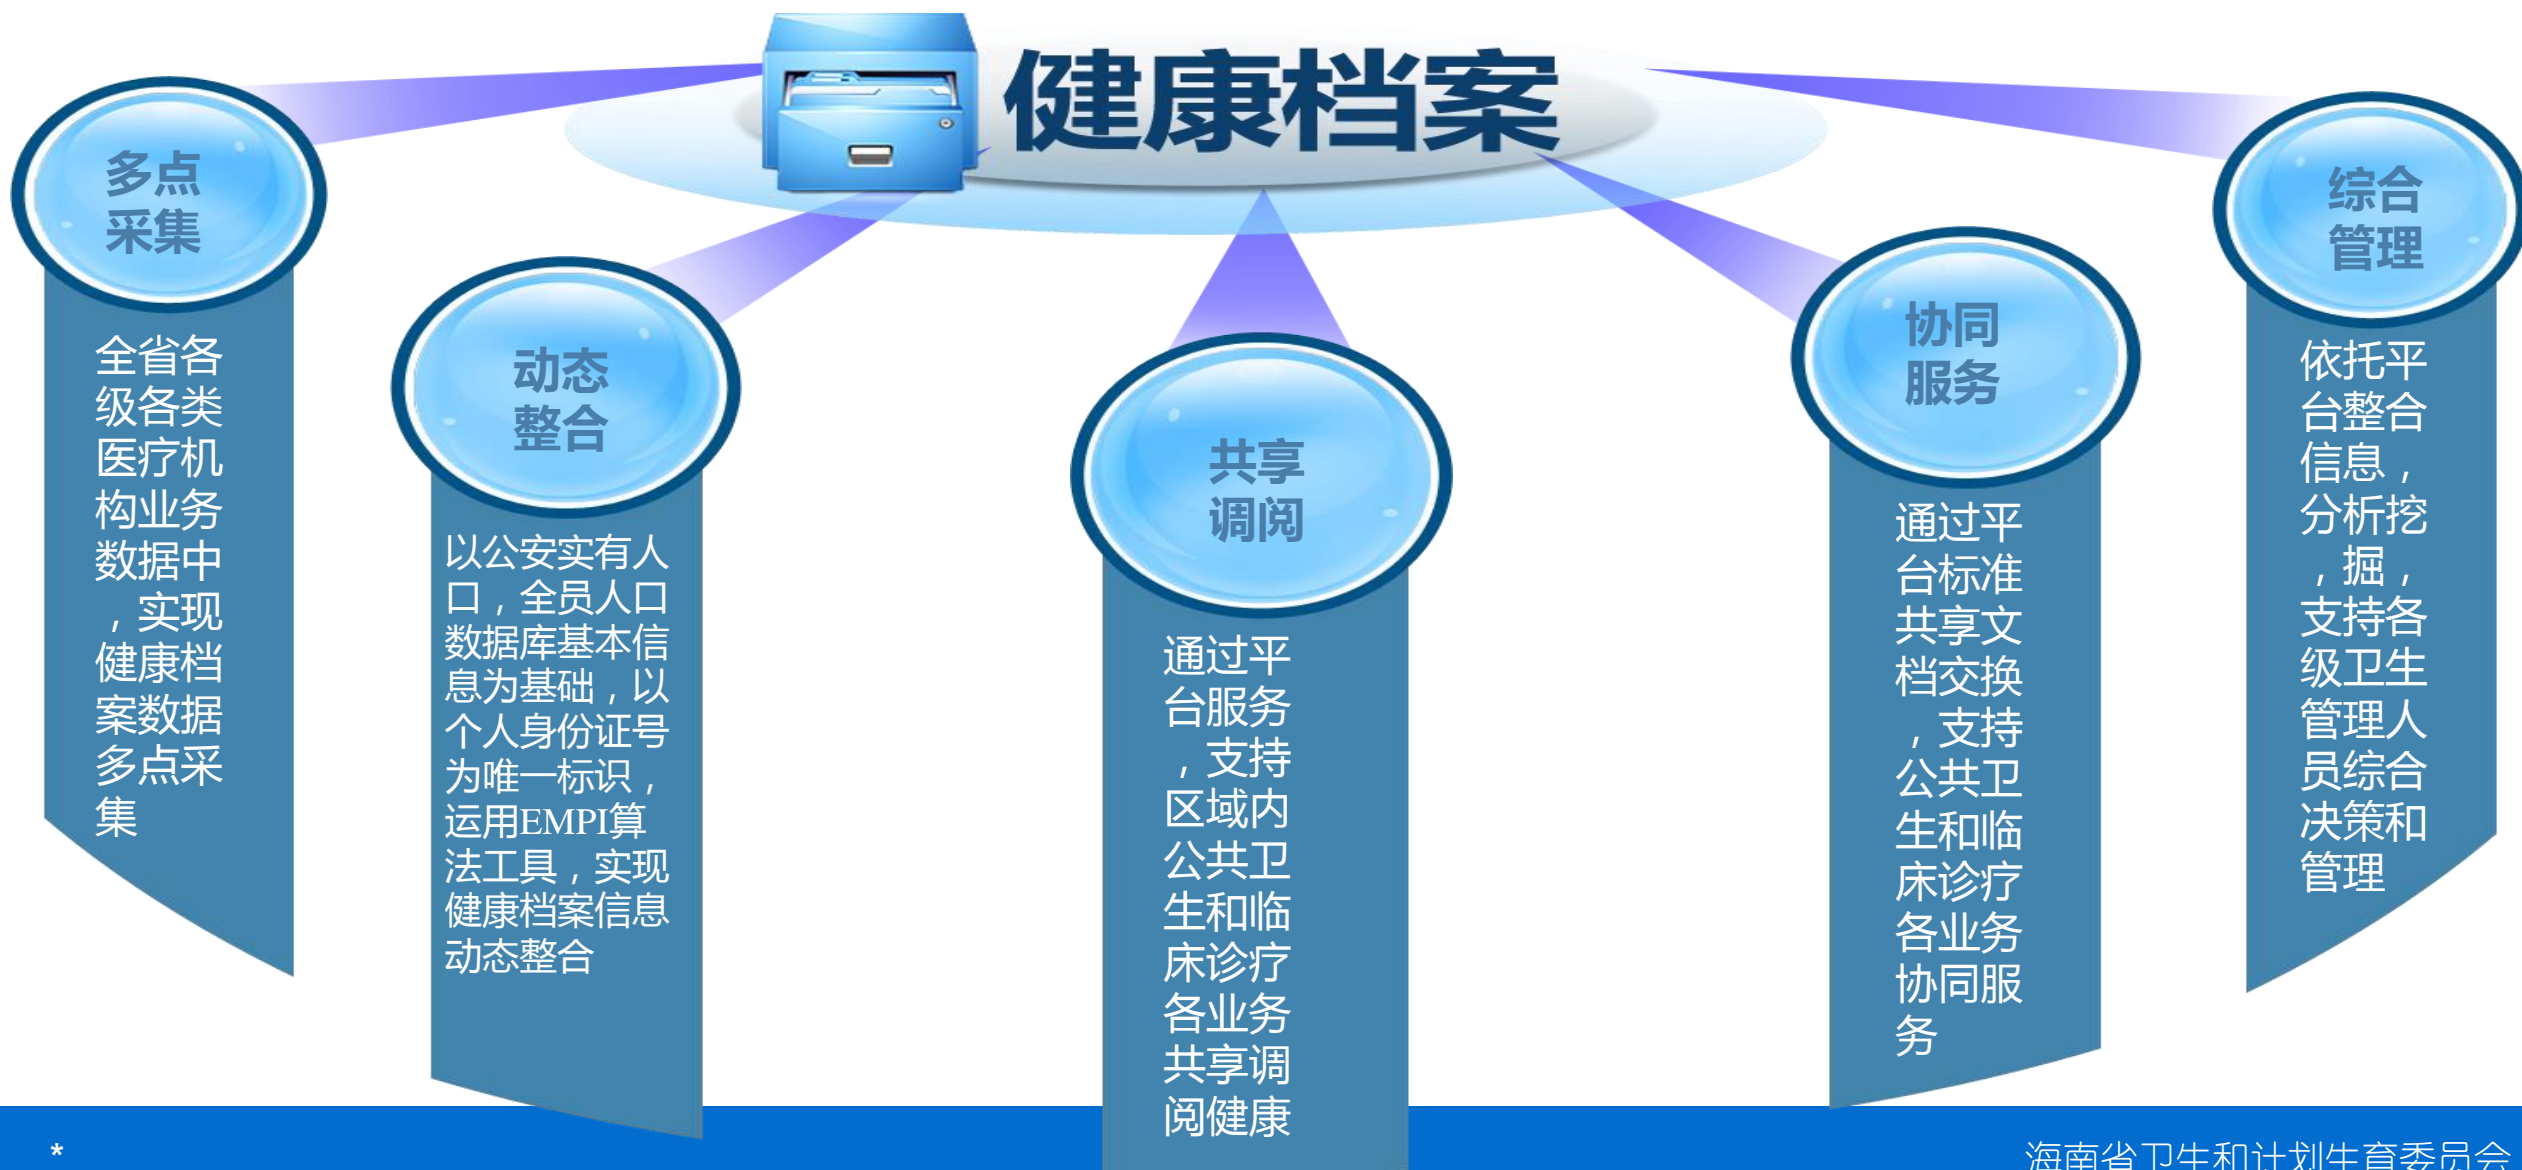 健康档案
多点
采集
全省各
级各类
医疗机
构业务
数据中
，实现
健康档
案数据
多点采
集
动态
整合
以公安实有人
口，全员人口
数据库基本信
息为基础，以
个人身份证号
为唯一标识，
运用EMPI算
法工具，实现
健康档案信息
动态整合
共享
调阅
通过平
台服务
，支持
区域内
公共卫
生和临
床诊疗
各业务
共享调
阅健康
协同
服务
通过平
台标准
共享文
档交换
，支持
公共卫
生和临
床诊疗
各业务
协同服
务
综合
管理
依托平
台整合
信息，
分析挖
，掘，
支持各
级卫生
管理人
员综合
决策和
管理
*
海南省卫生和计划生育委员会